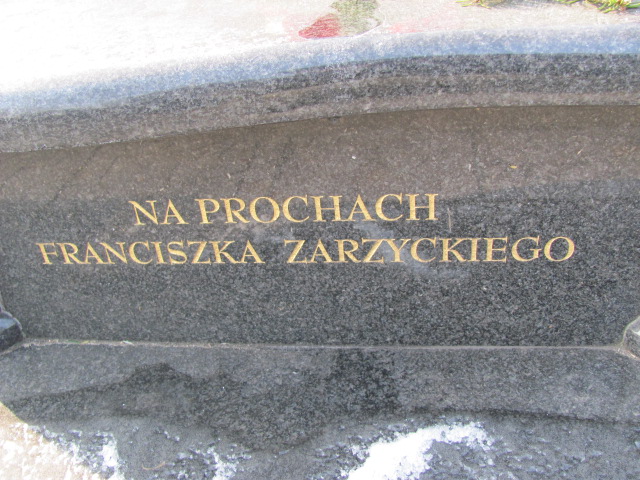 NA PROCHACH
FRANCISZKA ZARZYCKIEGO